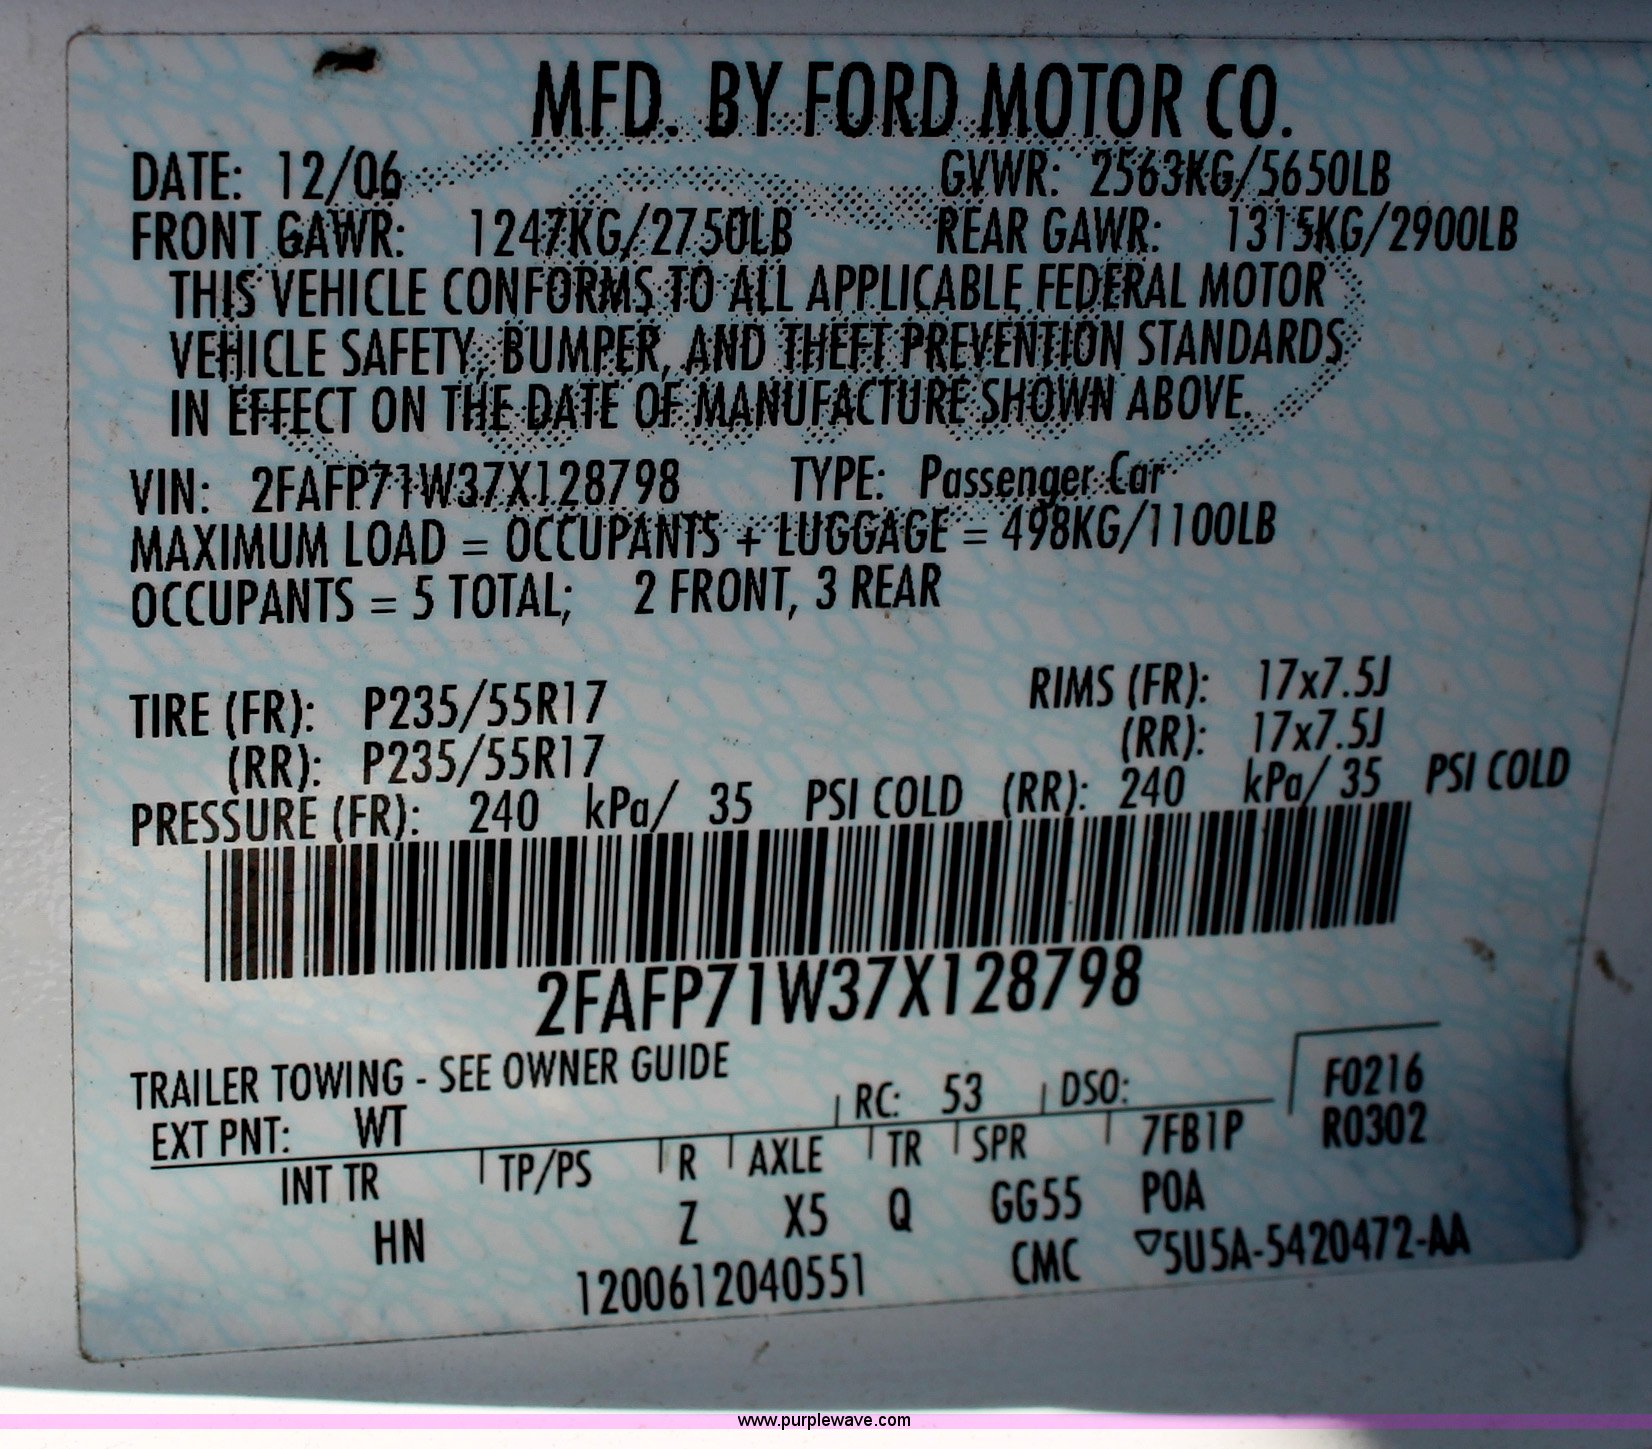 MFD. BY FORD MOTOR CO.
DATE: 12/06 GVWR: 2563KG/5650LB
FRONT GAWR: 1247KG/2750LB REAR GAWR: 1315KG/2900LB
THIS VEHICLE CONFORMS TO ALL APPLICABLE FEDERAL MOTOR
VEHICLE SAFETY, BUMPER, AND THEFT PREVENTION STANDARDS
IN EFFECT ON THE DATE OF MANUFACTURE SHOWN ABOVE.
VIN: 2FAFP71W37X128798 TYPE: Passenger Car
MAXIMUM LOAD = OCCUPANTS + LUGGAGE = 498KG/1100LB
OCCUPANTS = 5 TOTAL; 2 FRONT, 3 REAR
TIRE (FR): P235/55R17 RIMS (FR): 17x7.5J
(RR): P235/55R17 (RR): 17x7.5J
PRESSURE (FR): 240 kPa/ 35 PSI COLD (RR): 240 kPa/ 35 PSI COLD
2FAFP71W37X128798
TRAILER TOWING - SEE OWNER GUIDE
EXT PNT: WT RC: 53 DSO: F0216
INT TR TP/PS R AXLE TR SPR 7FB1P R0302
HN Z X5 Q GG55 POA
1200612040551 CMC ▽5U5A-5420472-AA
www.purplewave.com